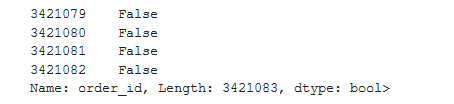 3421079    False
3421080    False
3421081    False
3421082    False
Name: order_id, Length: 3421083, dtype: bool>